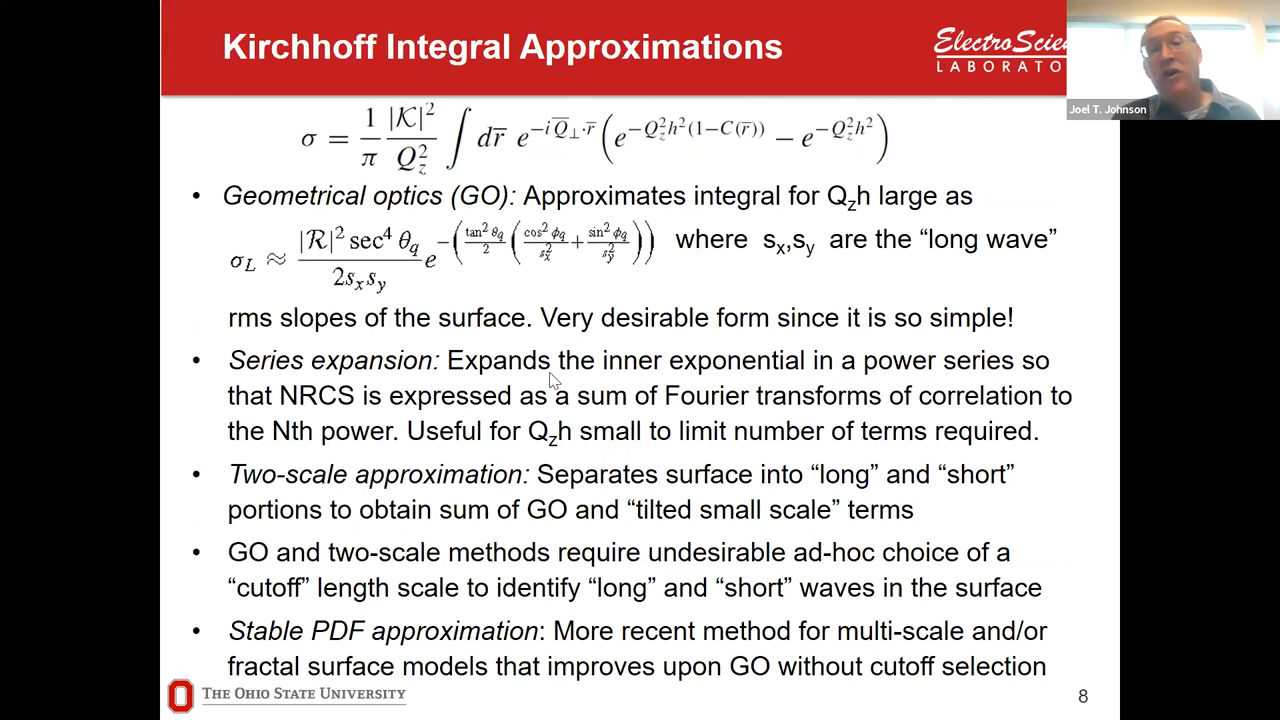 Kirchhoff Integral Approximations
ElectroScien
LABORATO
Joel T. Johnson
σ = 1/π |𝒦|²/Q_z² ∫ dr̅ e^{-i Q̅_⊥·r̅} ( e^{-Q_z²h²(1-C(r̅))} − e^{-Q_z²h²} )
• Geometrical optics (GO): Approximates integral for Q_zh large as
σ_L ≈ |ℛ|² sec⁴ θ_q / 2s_xs_y e^{-( tan² θ_q / 2 ( cos² ϕ_q / s_x² + sin² ϕ_q / s_y² ) )} where s_x,s_y are the “long wave”
rms slopes of the surface. Very desirable form since it is so simple!
• Series expansion: Expands the inner exponential in a power series so
that NRCS is expressed as a sum of Fourier transforms of correlation to
the Nth power. Useful for Q_zh small to limit number of terms required.
• Two-scale approximation: Separates surface into “long” and “short”
portions to obtain sum of GO and “tilted small scale” terms
• GO and two-scale methods require undesirable ad-hoc choice of a
“cutoff” length scale to identify “long” and “short” waves in the surface
• Stable PDF approximation: More recent method for multi-scale and/or
fractal surface models that improves upon GO without cutoff selection
THE OHIO STATE UNIVERSITY
8